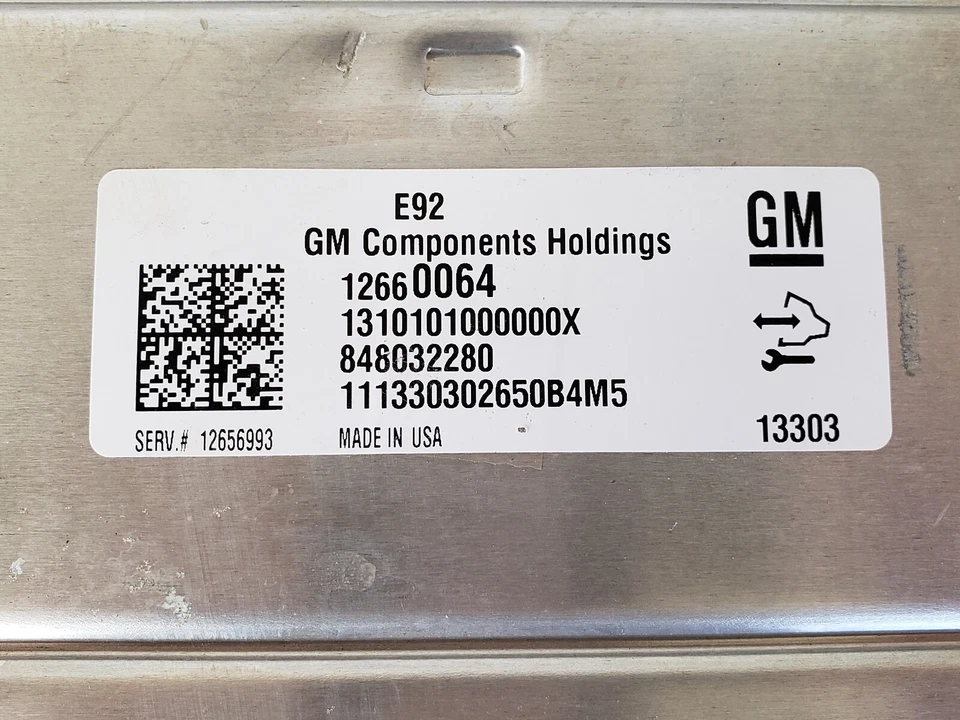 E92
GM Components Holdings
GM
12660064
1310101000000X
848032280
111330302650B4M5
SERV.# 12656993
MADE IN USA
13303